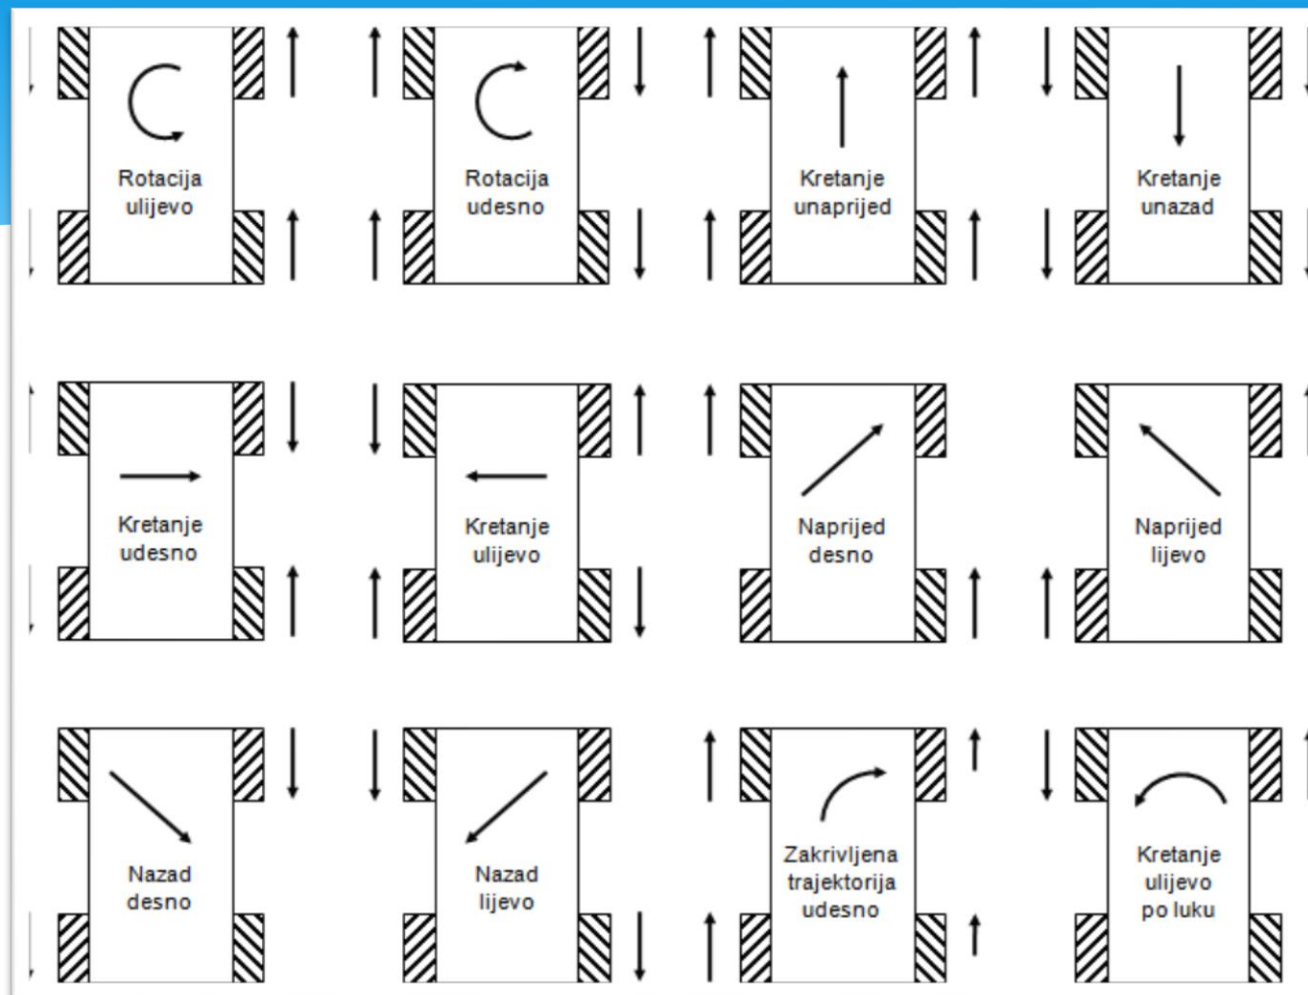 Rotacija
ulijevo
Rotacija
udesno
Kretanje
unaprijed
Kretanje
unazad
Kretanje
udesno
Kretanje
ulijevo
Naprijed
desno
Naprijed
lijevo
Nazad
desno
Nazad
lijevo
Zakrivljena
trajektorija
udesno
Kretanje
ulijevo
po luku